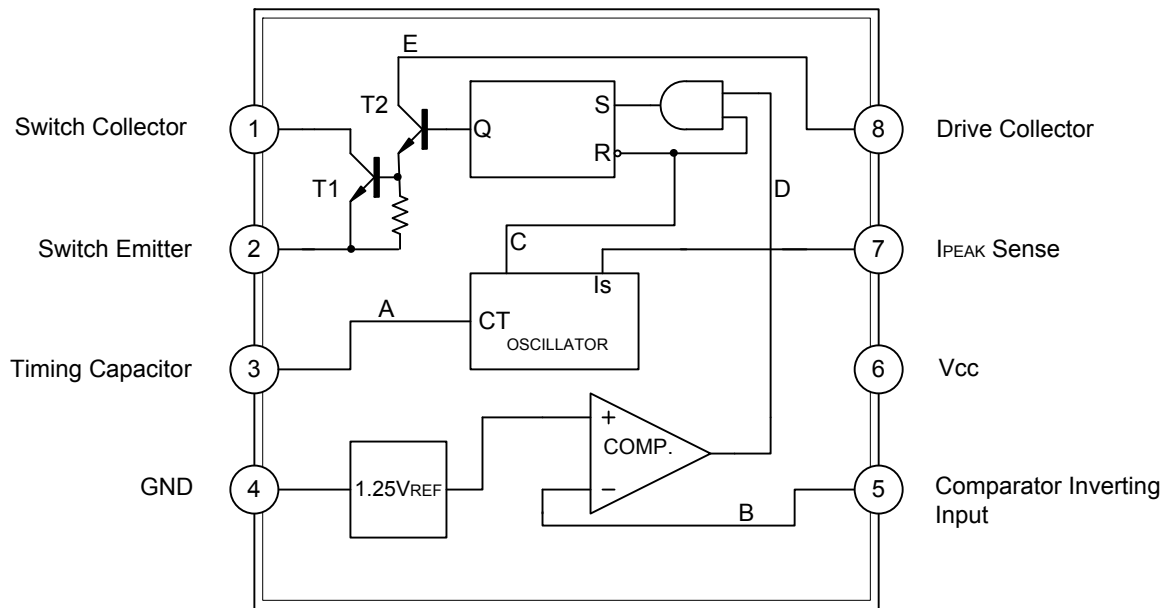 E
T2
S
Switch Collector
1
Q
8
Drive Collector
R
T1
D
Switch Emitter
2
C
7
IPEAK Sense
Is
A
CT
OSCILLATOR
Timing Capacitor
3
6
Vcc
+
COMP.
GND
4
1.25VREF
−
5
Comparator Inverting
Input
B